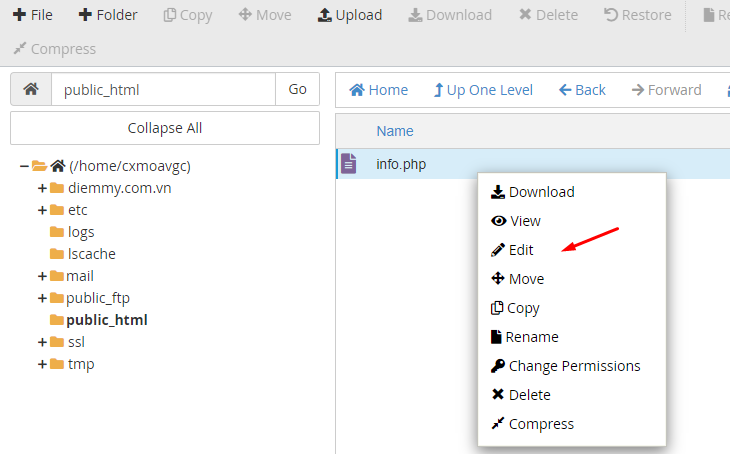 File Folder Copy Move Upload Download Delete Restore Re
Compress
public_html Go
Home Up One Level Back Forward
Collapse All
Name
(/home/cxmoavgc)
info.php
diemmy.com.vn
etc
logs
lscache
mail
public_ftp
public_html
ssl
tmp
Download
View
Edit
Move
Copy
Rename
Change Permissions
Delete
Compress